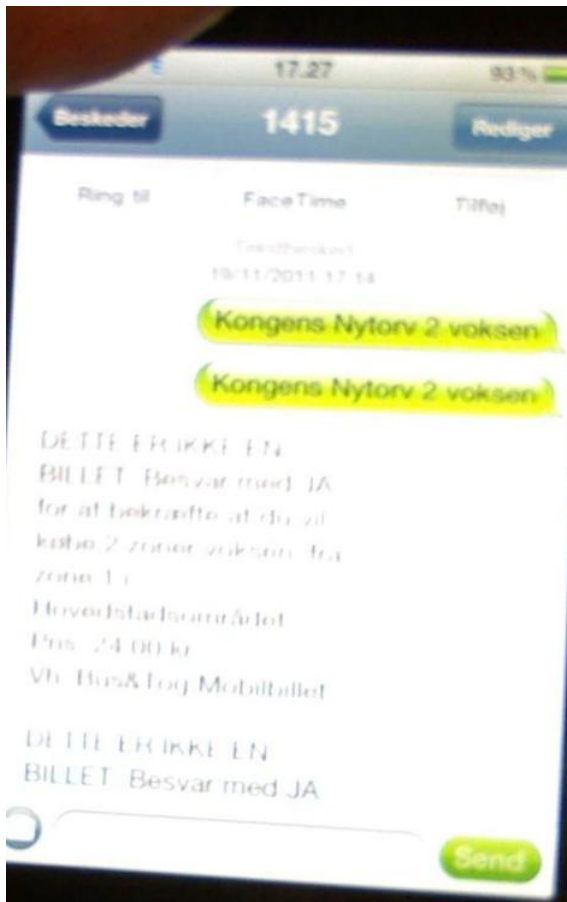 17.27
93 %
Beskeder
1415
Rediger
Ring til
FaceTime
Tilføj
Tekstbesked
19/11/2011 17.14
Kongens Nytorv 2 voksen
Kongens Nytorv 2 voksen
DETTE ER IKKE EN
BILLET. Besvar med JA
for at bekræfte at du vil
købe 2 zoner voksen, fra
zone 1 i
Hovedstadsområdet
Pris: 24.00 kr
Vh. Bus&Tog Mobilbillet
DETTE ER IKKE EN
BILLET. Besvar med JA
Send